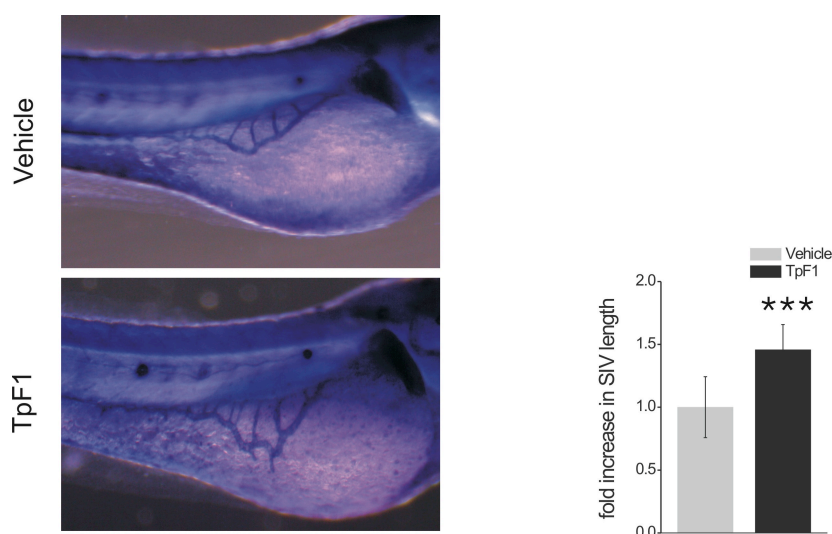 Vehicle
TpF1
Vehicle
TpF1
***
fold increase in SIV length
2.0
1.5
1.0
0.5
0.0